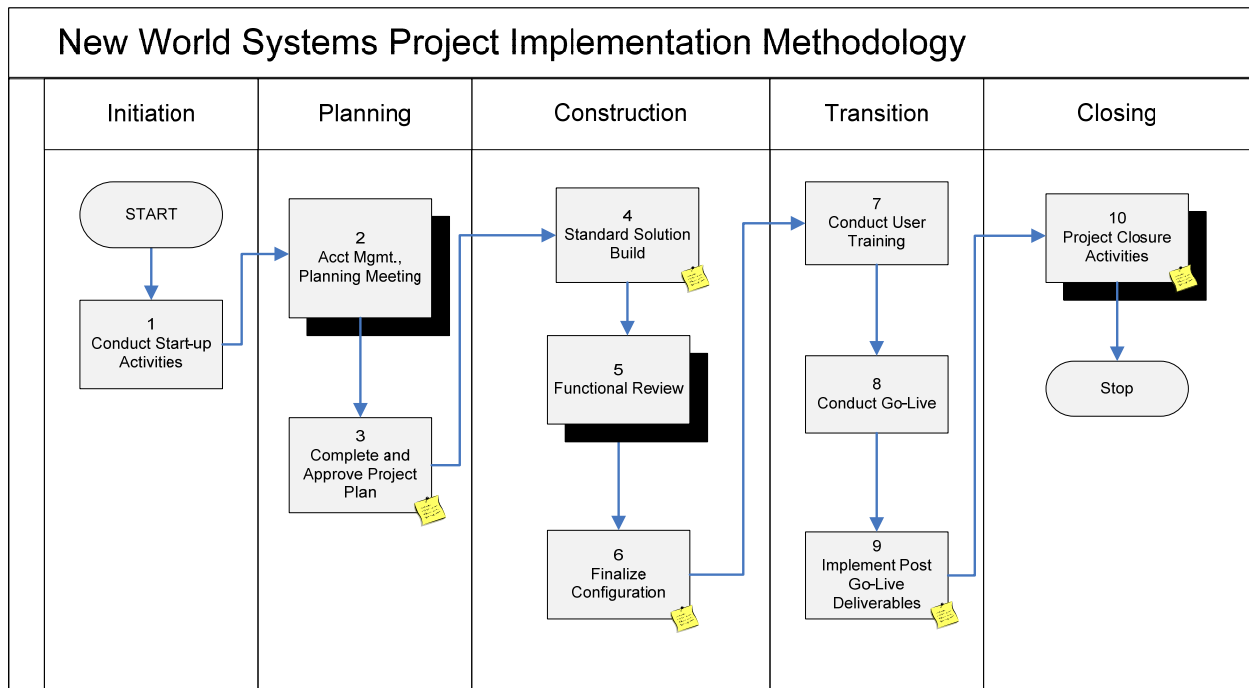 New World Systems Project Implementation Methodology
Initiation
Planning
Construction
Transition
Closing
START
1
Conduct Start-up
Activities
2
Acct Mgmt.,
Planning Meeting
3
Complete and
Approve Project
Plan
4
Standard Solution
Build
5
Functional Review
6
Finalize
Configuration
7
Conduct User
Training
8
Conduct Go-Live
9
Implement Post
Go-Live
Deliverables
10
Project Closure
Activities
Stop